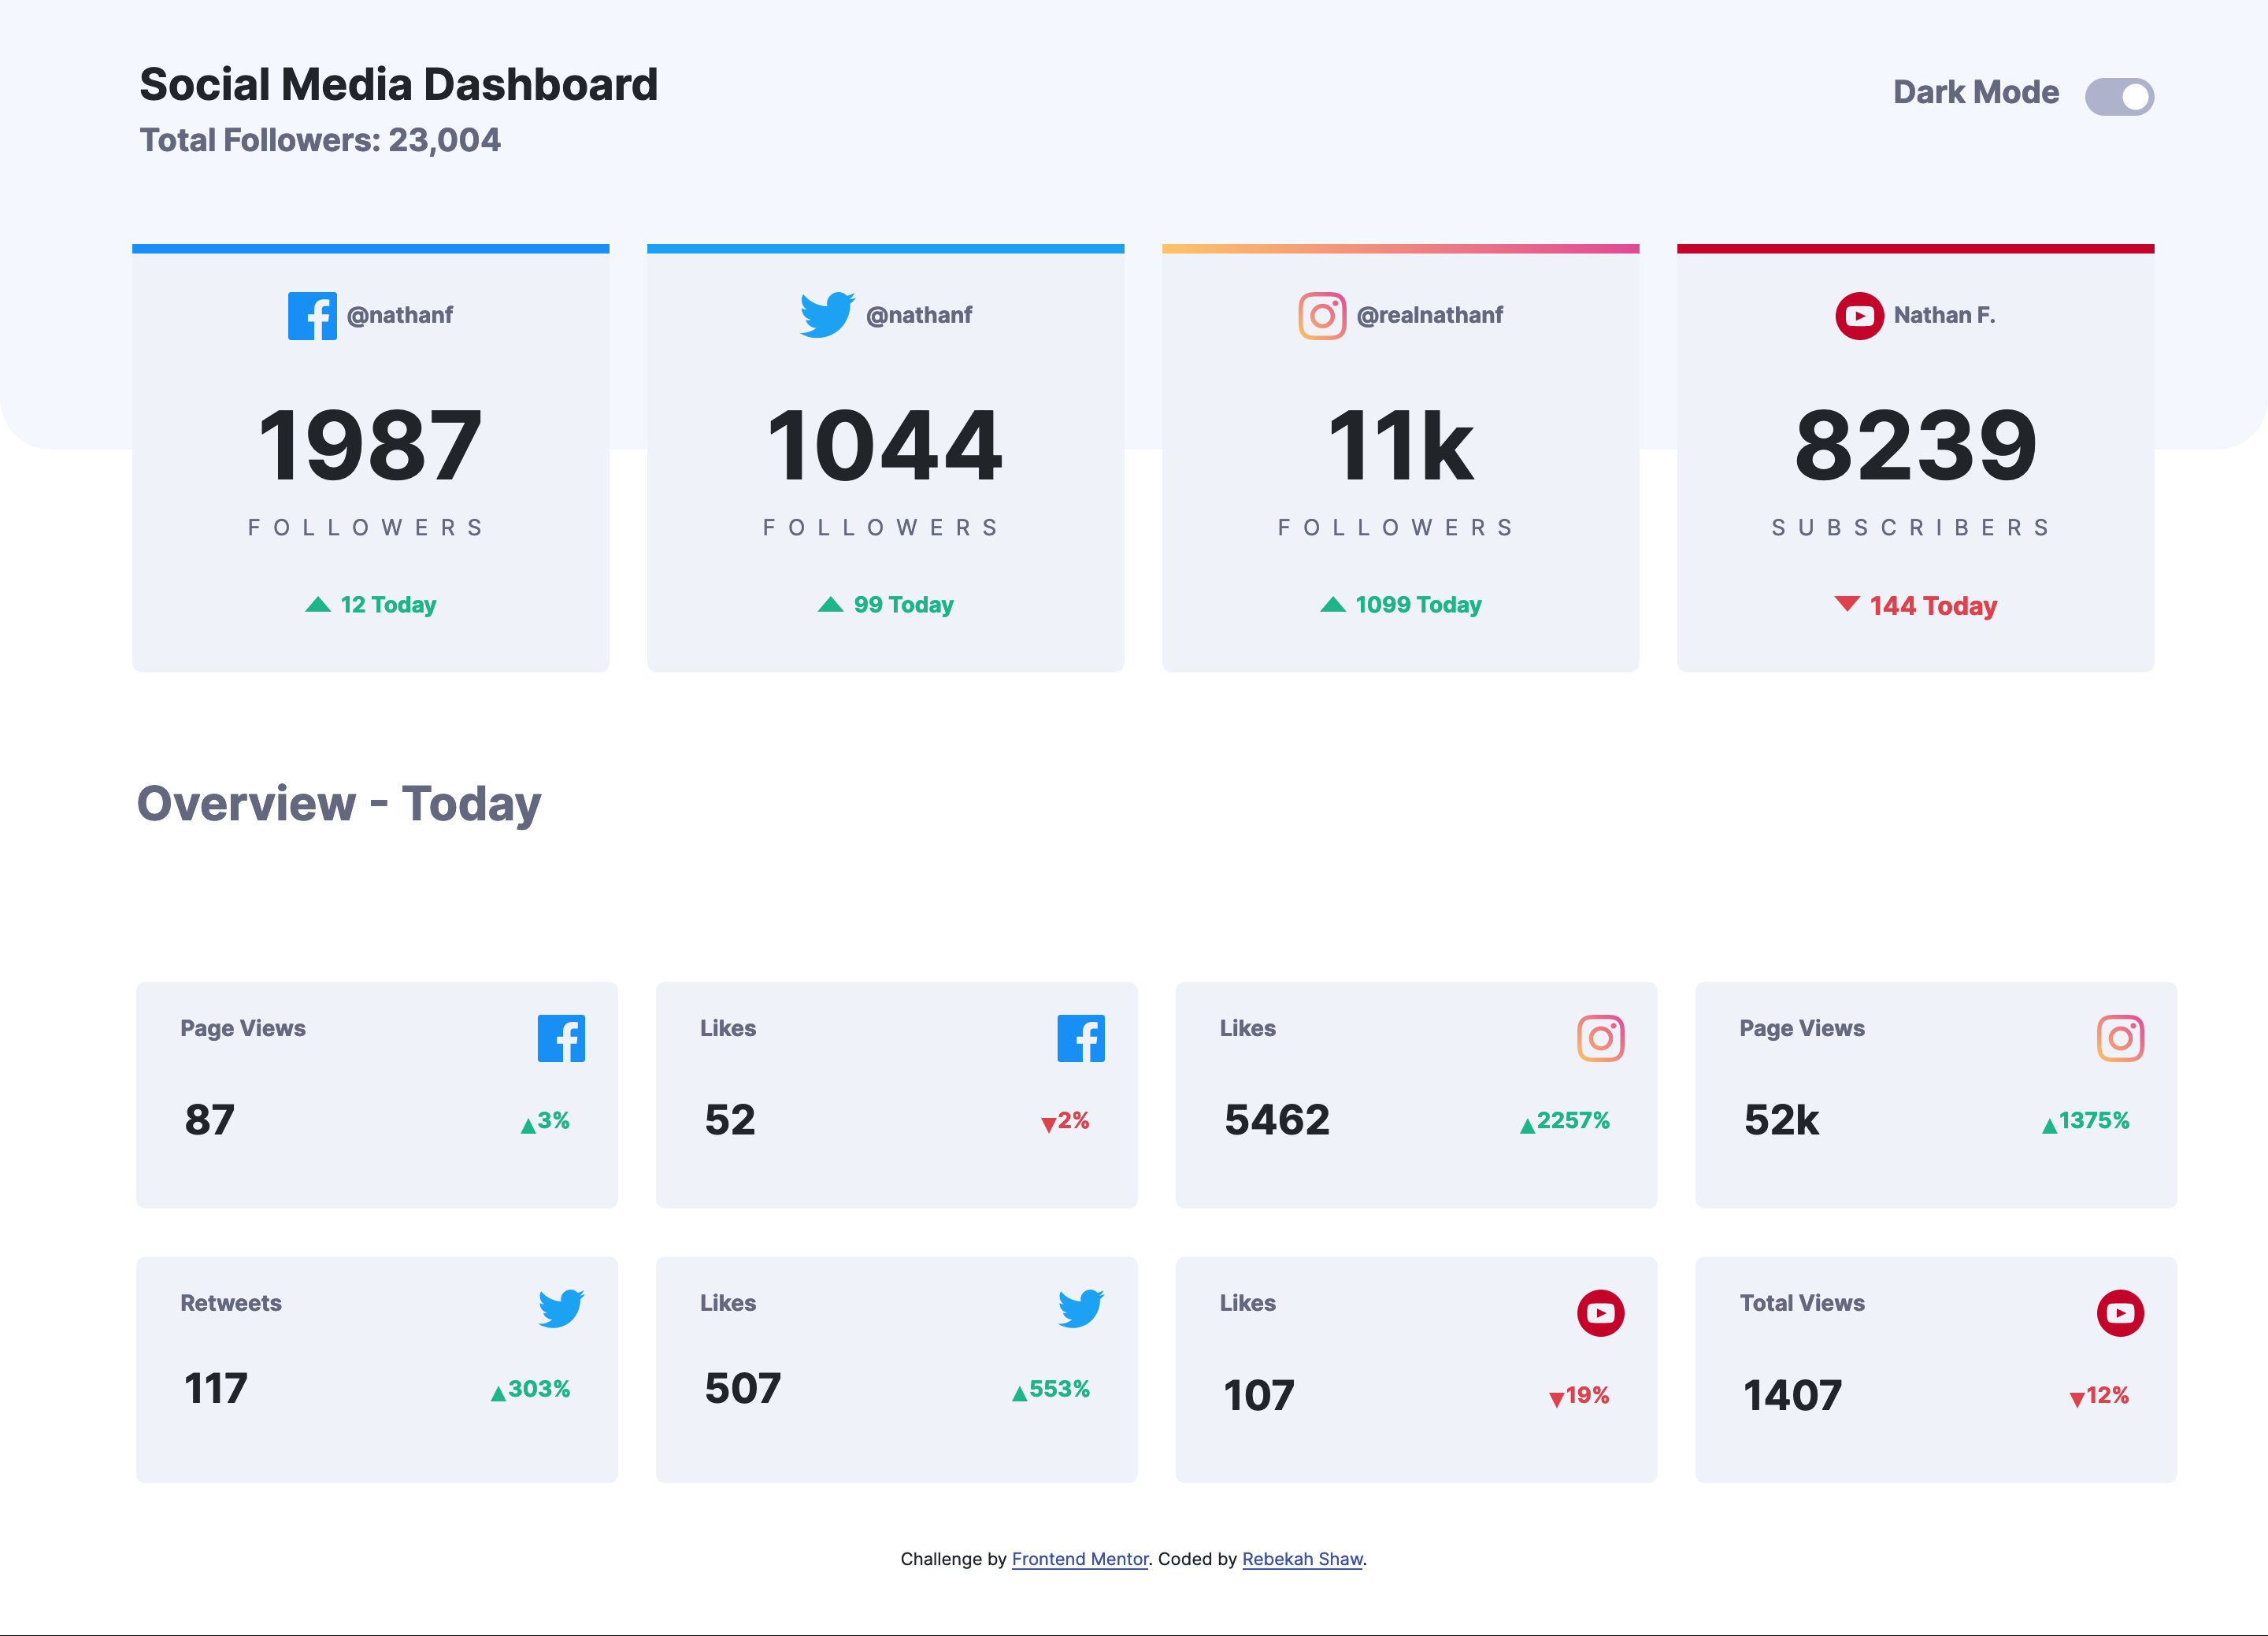 Social Media Dashboard
Total Followers: 23,004
Dark Mode
@nathanf
1987
FOLLOWERS
12 Today
@nathanf
1044
FOLLOWERS
99 Today
@realnathanf
11k
FOLLOWERS
1099 Today
Nathan F.
8239
SUBSCRIBERS
144 Today
Overview - Today
Page Views
87
3%
Likes
52
2%
Likes
5462
2257%
Page Views
52k
1375%
Retweets
117
303%
Likes
507
553%
Likes
107
19%
Total Views
1407
12%
Challenge by Frontend Mentor. Coded by Rebekah Shaw.